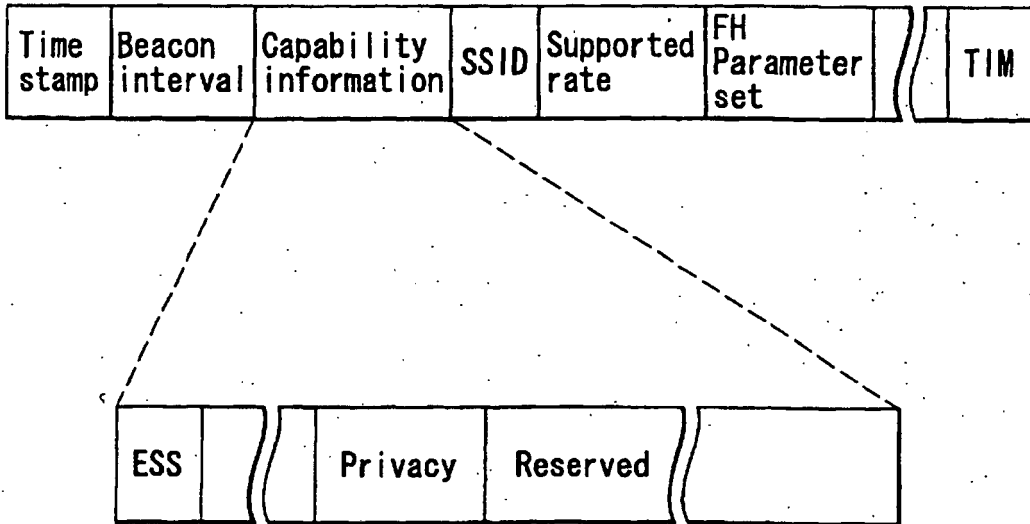 Time stamp
Beacon interval
Capability information
SSID
Supported rate
FH Parameter set
TIM
ESS
Privacy
Reserved